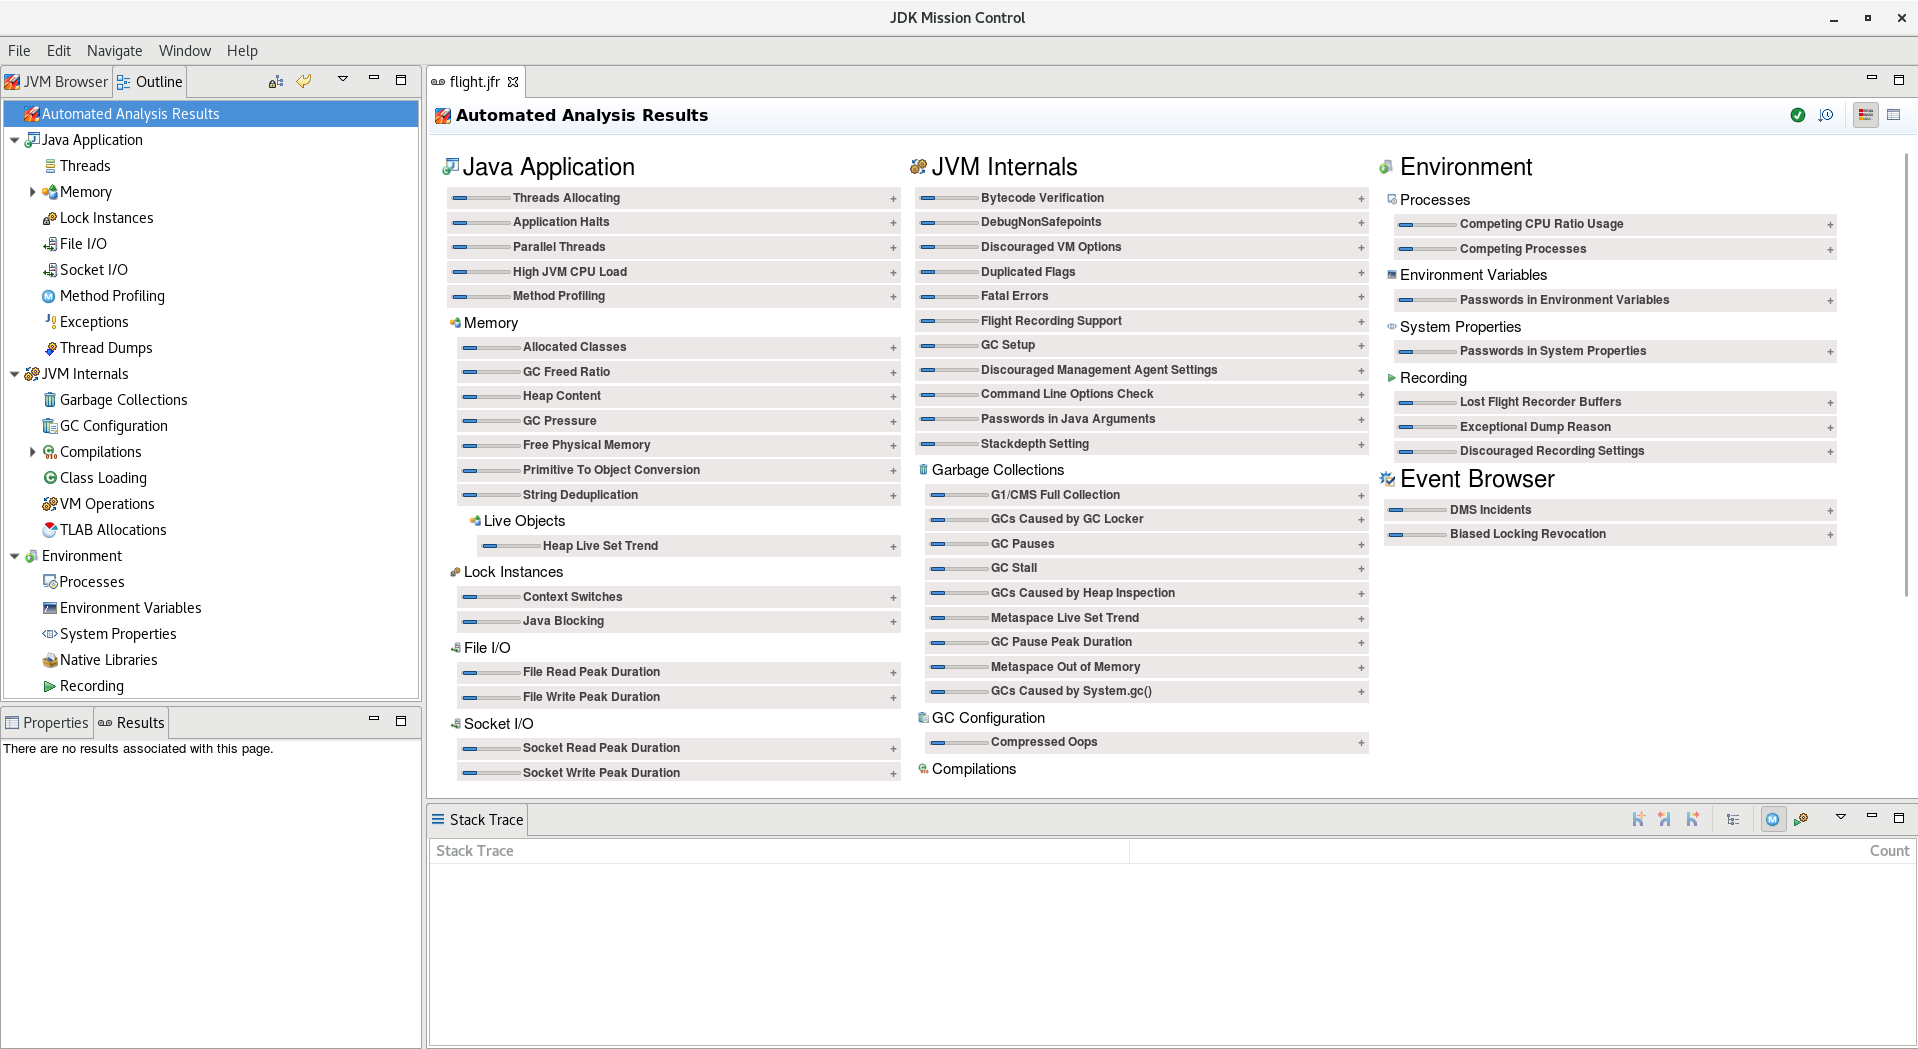 JDK Mission Control
File Edit Navigate Window Help
JVM Browser Outline
Automated Analysis Results
Java Application
Threads
Memory
Lock Instances
File I/O
Socket I/O
Method Profiling
Exceptions
Thread Dumps
JVM Internals
Garbage Collections
GC Configuration
Compilations
Class Loading
VM Operations
TLAB Allocations
Environment
Processes
Environment Variables
System Properties
Native Libraries
Recording
Properties Results
There are no results associated with this page.
flight.jfr
Automated Analysis Results
Java Application
Threads Allocating
Application Halts
Parallel Threads
High JVM CPU Load
Method Profiling
Memory
Allocated Classes
GC Freed Ratio
Heap Content
GC Pressure
Free Physical Memory
Primitive To Object Conversion
String Deduplication
Live Objects
Heap Live Set Trend
Lock Instances
Context Switches
Java Blocking
File I/O
File Read Peak Duration
File Write Peak Duration
Socket I/O
Socket Read Peak Duration
Socket Write Peak Duration
JVM Internals
Bytecode Verification
DebugNonSafepoints
Discouraged VM Options
Duplicated Flags
Fatal Errors
Flight Recording Support
GC Setup
Discouraged Management Agent Settings
Command Line Options Check
Passwords in Java Arguments
Stackdepth Setting
Garbage Collections
G1/CMS Full Collection
GCs Caused by GC Locker
GC Pauses
GC Stall
GCs Caused by Heap Inspection
Metaspace Live Set Trend
GC Pause Peak Duration
Metaspace Out of Memory
GCs Caused by System.gc()
GC Configuration
Compressed Oops
Compilations
Environment
Processes
Competing CPU Ratio Usage
Competing Processes
Environment Variables
Passwords in Environment Variables
System Properties
Passwords in System Properties
Recording
Lost Flight Recorder Buffers
Exceptional Dump Reason
Discouraged Recording Settings
Event Browser
DMS Incidents
Biased Locking Revocation
Stack Trace
Stack Trace Count